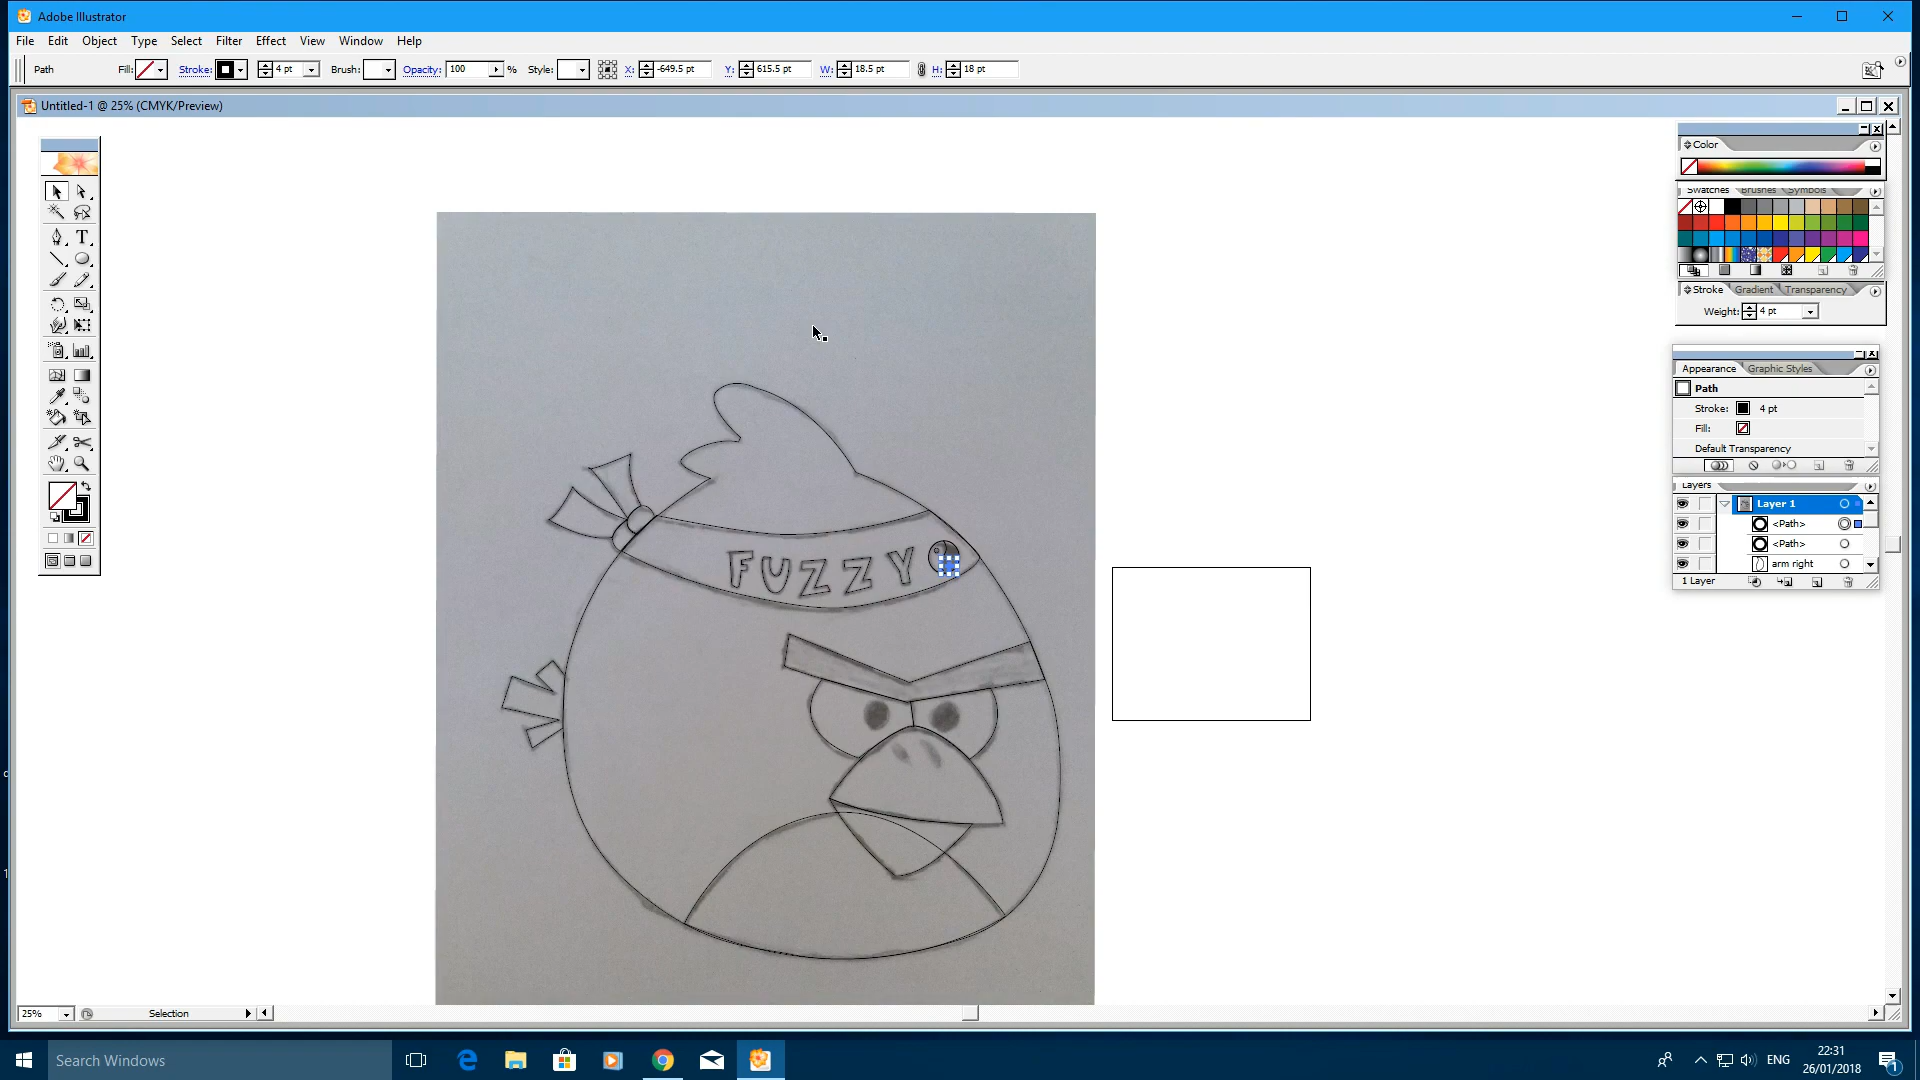 Adobe Illustrator
File Edit Object Type Select Filter Effect View Window Help
Path Fill: Stroke: 4 pt Brush: Opacity: 100 % Style: X: -649.5 pt Y: 615.5 pt W: 18.5 pt H: 18 pt
Untitled-1 @ 25% (CMYK/Preview)
Color
Swatches Brushes Symbols
Stroke Gradient Transparency
Weight: 4 pt
Appearance Graphic Styles
Path
Stroke: 4 pt
Fill:
Default Transparency
Layers
Layer 1
<Path>
<Path>
arm right
1 Layer
FUZZY
25% Selection
Search Windows
ENG
22:31
26/01/2018
1